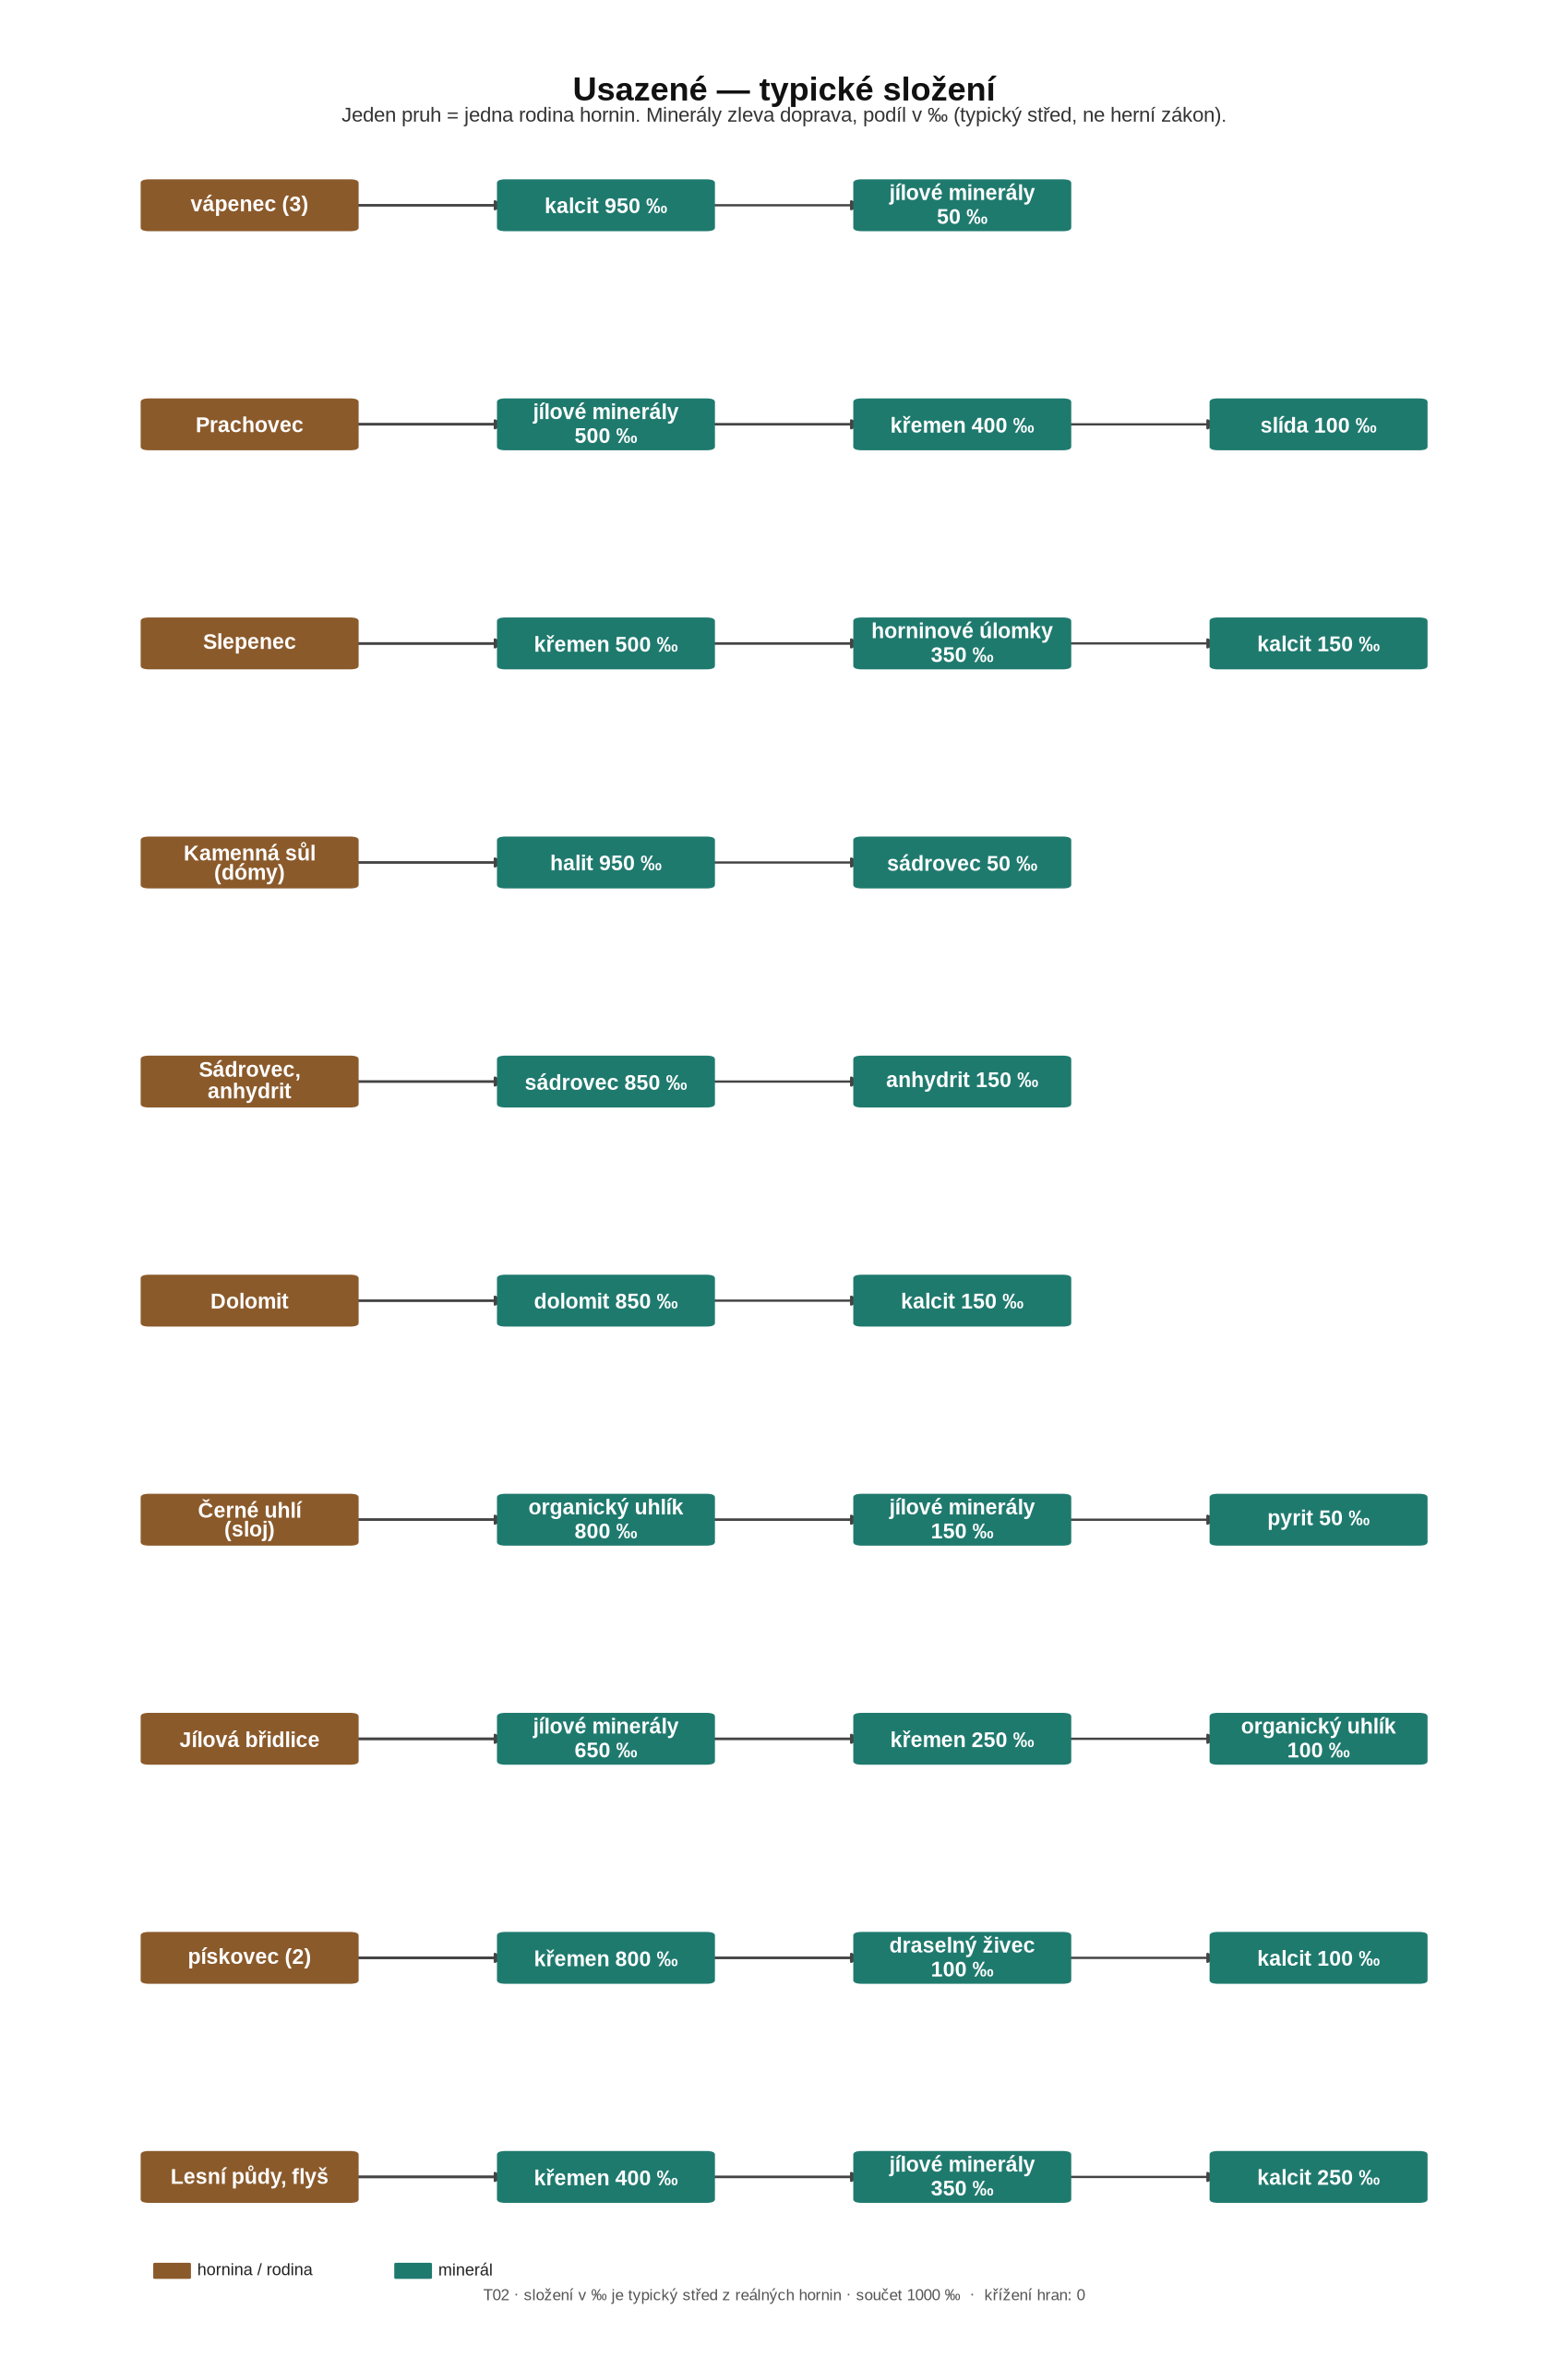 Usazené — typické složení
Jeden pruh = jedna rodina hornin. Minerály zleva doprava, podíl v ‰ (typický střed, ne herní zákon).
vápenec (3)
kalcit 950 ‰
jílové minerály
50 ‰
Prachovec
jílové minerály
500 ‰
křemen 400 ‰
slída 100 ‰
Slepenec
křemen 500 ‰
horninové úlomky
350 ‰
kalcit 150 ‰
Kamenná sůl
(dómy)
halit 950 ‰
sádrovec 50 ‰
Sádrovec,
anhydrit
sádrovec 850 ‰
anhydrit 150 ‰
Dolomit
dolomit 850 ‰
kalcit 150 ‰
Černé uhlí
(sloj)
organický uhlík
800 ‰
jílové minerály
150 ‰
pyrit 50 ‰
Jílová břidlice
jílové minerály
650 ‰
křemen 250 ‰
organický uhlík
100 ‰
pískovec (2)
křemen 800 ‰
draselný živec
100 ‰
kalcit 100 ‰
Lesní půdy, flyš
křemen 400 ‰
jílové minerály
350 ‰
kalcit 250 ‰
hornina / rodina
minerál
T02 · složení v ‰ je typický střed z reálných hornin · součet 1000 ‰ · křížení hran: 0